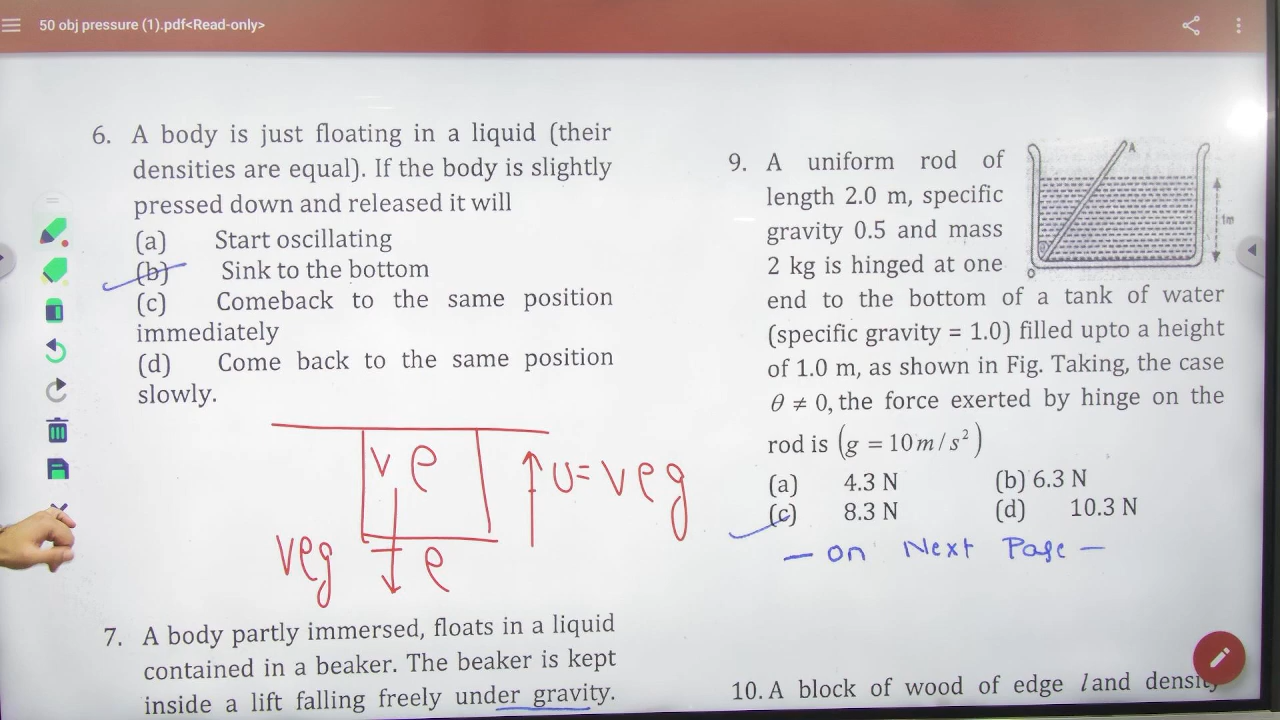 50 obj pressure (1).pdf<Read-only>
6. A body is just floating in a liquid (their
densities are equal). If the body is slightly
pressed down and released it will
(a) Start oscillating
(b) Sink to the bottom
(c) Comeback to the same position
immediately
(d) Come back to the same position
slowly.
v ρ
U = vρg
vρg
ρ
7. A body partly immersed, floats in a liquid
contained in a beaker. The beaker is kept
inside a lift falling freely under gravity.
9. A uniform rod of
length 2.0 m, specific
gravity 0.5 and mass
2 kg is hinged at one
end to the bottom of a tank of water
(specific gravity = 1.0) filled upto a height
of 1.0 m, as shown in Fig. Taking, the case
θ ≠ 0, the force exerted by hinge on the
rod is (g = 10 m/s²)
(a) 4.3 N (b) 6.3 N
(c) 8.3 N (d) 10.3 N
A
1m
O
— on Next Page —
10. A block of wood of edge l and density